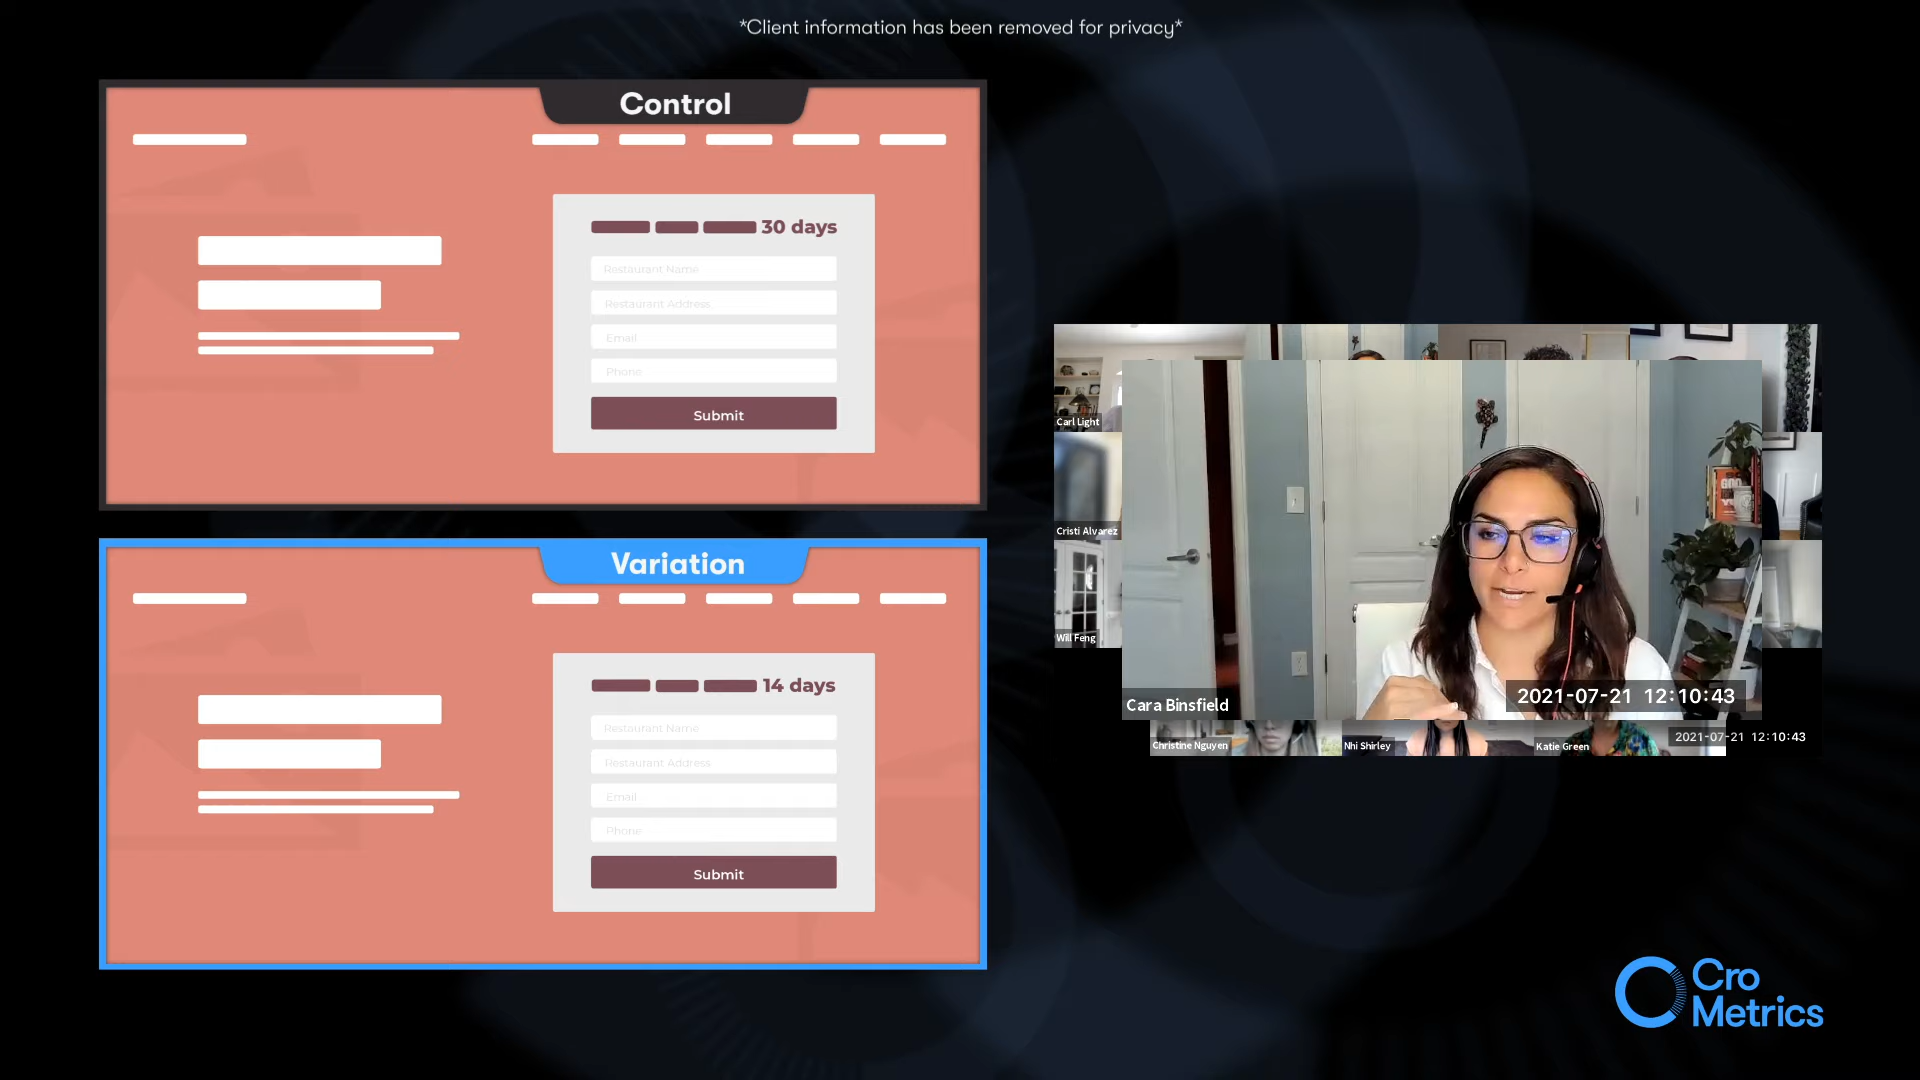 *Client information has been removed for privacy*
Control
30 days
Restaurant Name
Restaurant Address
Email
Phone
Submit
Variation
14 days
Restaurant Name
Restaurant Address
Email
Phone
Submit
Carl Light
Cristi Alvarez
Will Feng
Cara Binsfield
2021-07-21 12:10:43
Christine Nguyen
Nhi Shirley
Katie Green
2021-07-21 12:10:43
Cro
Metrics